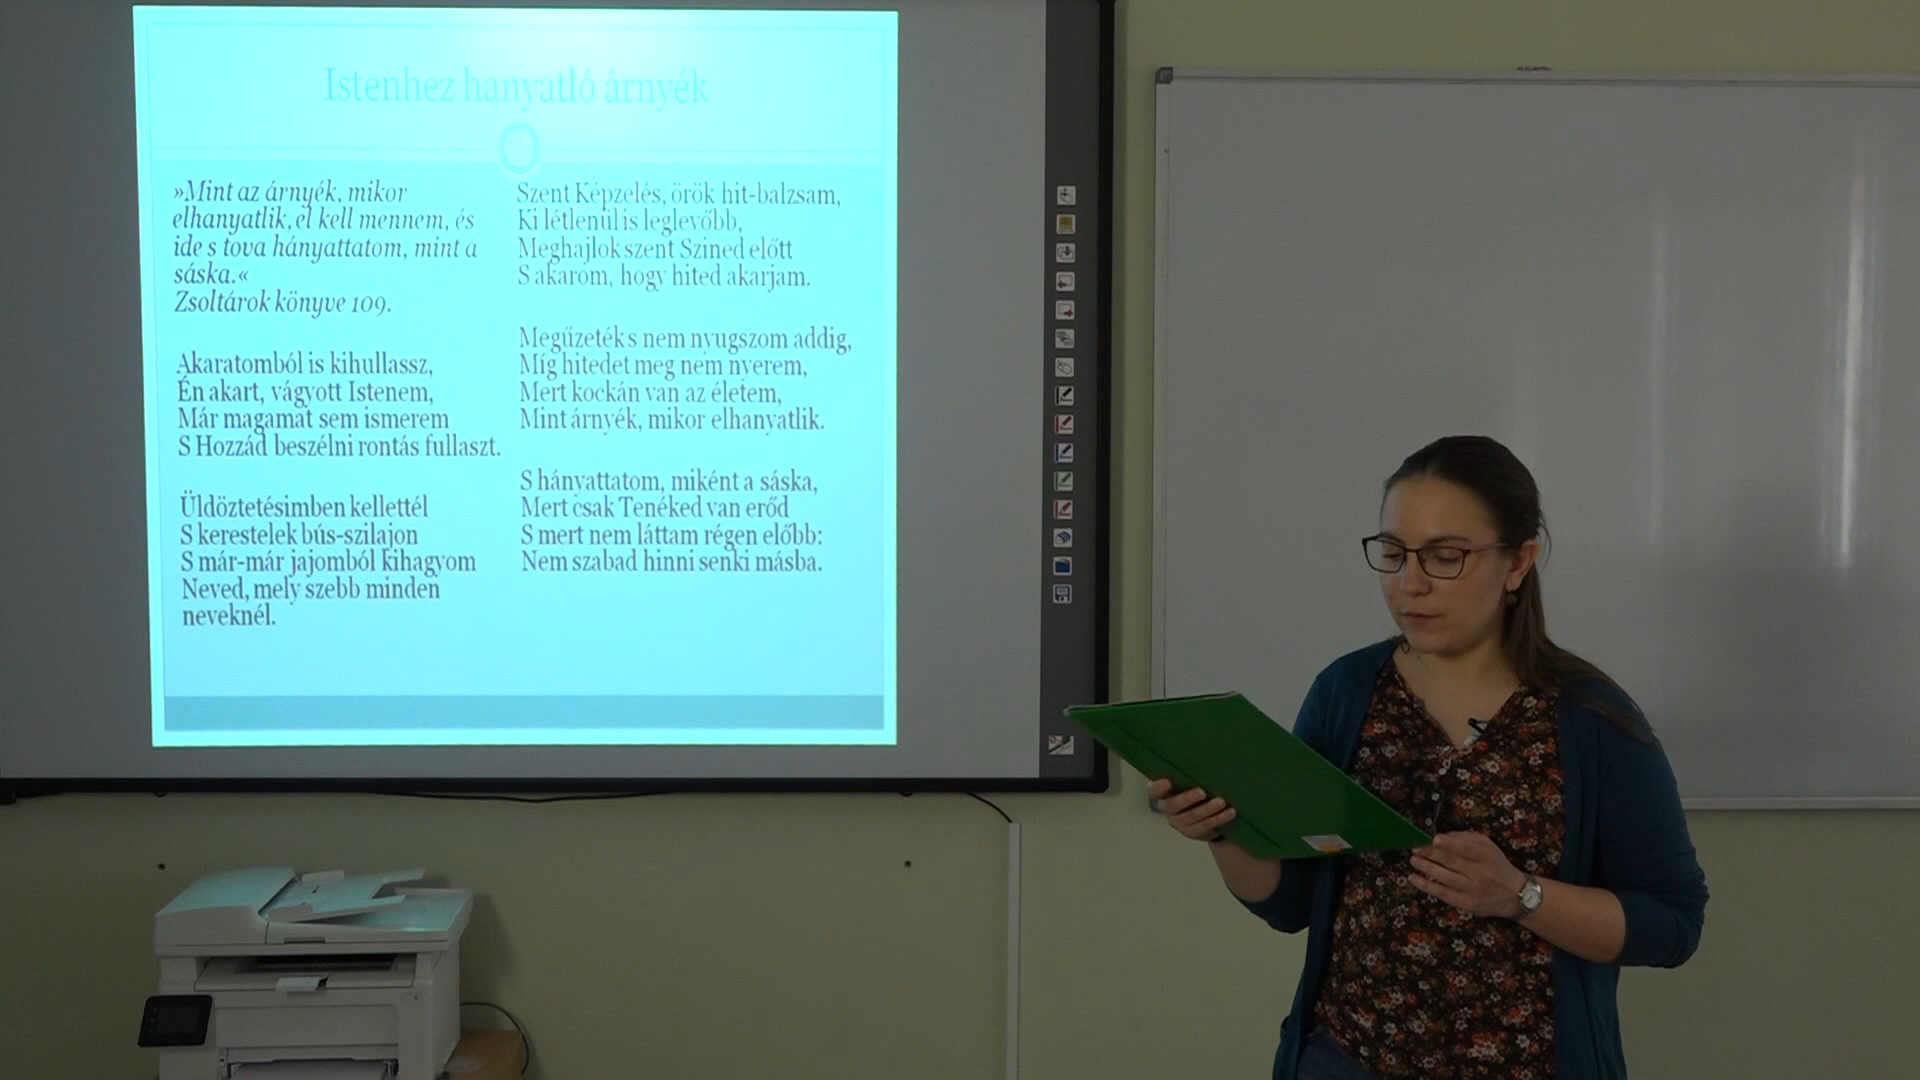 Istenhez hanyatló árnyék
»Mint az árnyék, mikor
elhanyatlik, el kell mennem, és
ide s tova hányattatom, mint a
sáska.«
Zsoltárok könyve 109.
Akaratomból is kihullassz,
Én akart, vágyott Istenem,
Már magamat sem ismerem
S Hozzád beszélni rontás fullaszt.
Üldöztetésimben kellettél
S kerestelek bús-szilajon
S már-már jajomból kihagyom
Neved, mely szebb minden
neveknél.
Szent Képzelés, örök hit-balzsam,
Ki létlenül is leglevőbb,
Meghajlok szent Szined előtt
S akarom, hogy hited akarjam.
Megűzeték s nem nyugszom addig,
Míg hitedet meg nem nyerem,
Mert kockán van az életem,
Mint árnyék, mikor elhanyatlik.
S hányattatom, miként a sáska,
Mert csak Tenéked van erőd
S mert nem láttam régen előbb:
Nem szabad hinni senki másba.